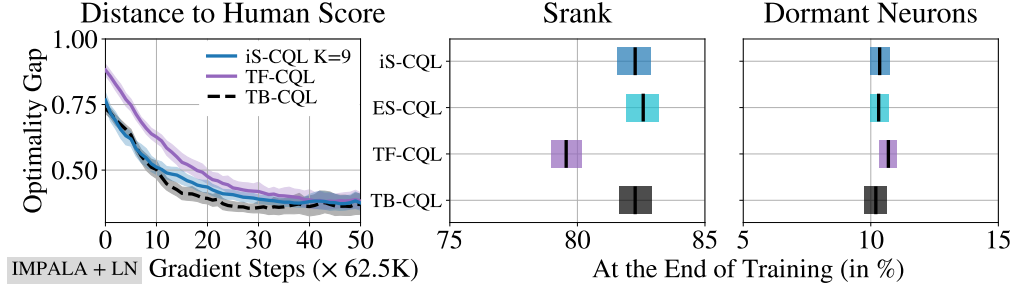 Distance to Human Score
Optimality Gap
1.00
0.75
0.50
iS-CQL K=9
TF-CQL
TB-CQL
0 10 20 30 40 50
IMPALA + LN
Gradient Steps (× 62.5K)
Srank
iS-CQL
ES-CQL
TF-CQL
TB-CQL
75 80 85
Dormant Neurons
5 10 15
At the End of Training (in %)